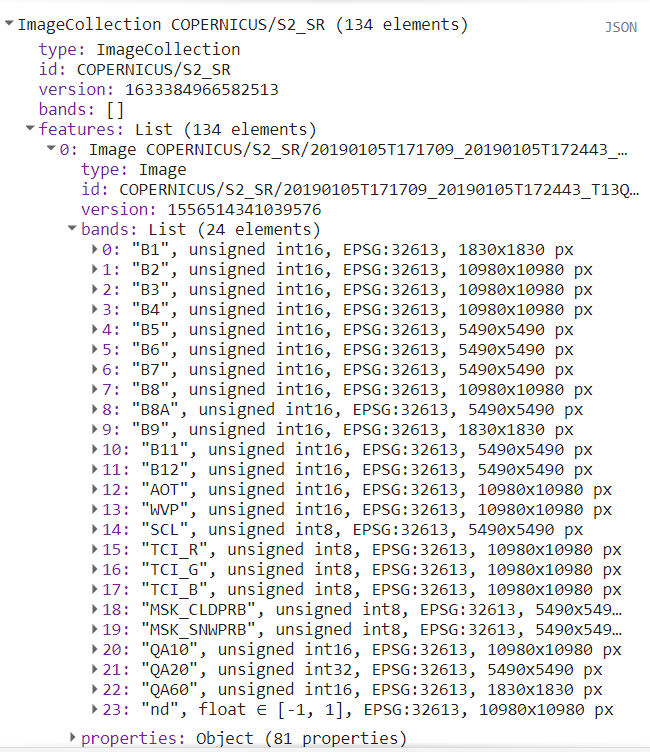 ImageCollection COPERNICUS/S2_SR (134 elements) JSON
type: ImageCollection
id: COPERNICUS/S2_SR
version: 1633384966582513
bands: []
features: List (134 elements)
0: Image COPERNICUS/S2_SR/20190105T171709_20190105T172443_…
type: Image
id: COPERNICUS/S2_SR/20190105T171709_20190105T172443_T13Q…
version: 1556514341039576
bands: List (24 elements)
0: "B1", unsigned int16, EPSG:32613, 1830x1830 px
1: "B2", unsigned int16, EPSG:32613, 10980x10980 px
2: "B3", unsigned int16, EPSG:32613, 10980x10980 px
3: "B4", unsigned int16, EPSG:32613, 10980x10980 px
4: "B5", unsigned int16, EPSG:32613, 5490x5490 px
5: "B6", unsigned int16, EPSG:32613, 5490x5490 px
6: "B7", unsigned int16, EPSG:32613, 5490x5490 px
7: "B8", unsigned int16, EPSG:32613, 10980x10980 px
8: "B8A", unsigned int16, EPSG:32613, 5490x5490 px
9: "B9", unsigned int16, EPSG:32613, 1830x1830 px
10: "B11", unsigned int16, EPSG:32613, 5490x5490 px
11: "B12", unsigned int16, EPSG:32613, 5490x5490 px
12: "AOT", unsigned int16, EPSG:32613, 10980x10980 px
13: "WVP", unsigned int16, EPSG:32613, 10980x10980 px
14: "SCL", unsigned int8, EPSG:32613, 5490x5490 px
15: "TCI_R", unsigned int8, EPSG:32613, 10980x10980 px
16: "TCI_G", unsigned int8, EPSG:32613, 10980x10980 px
17: "TCI_B", unsigned int8, EPSG:32613, 10980x10980 px
18: "MSK_CLDPRB", unsigned int8, EPSG:32613, 5490x549…
19: "MSK_SNWPRB", unsigned int8, EPSG:32613, 5490x549…
20: "QA10", unsigned int16, EPSG:32613, 10980x10980 px
21: "QA20", unsigned int32, EPSG:32613, 5490x5490 px
22: "QA60", unsigned int16, EPSG:32613, 1830x1830 px
23: "nd", float ∈ [-1, 1], EPSG:32613, 10980x10980 px
properties: Object (81 properties)